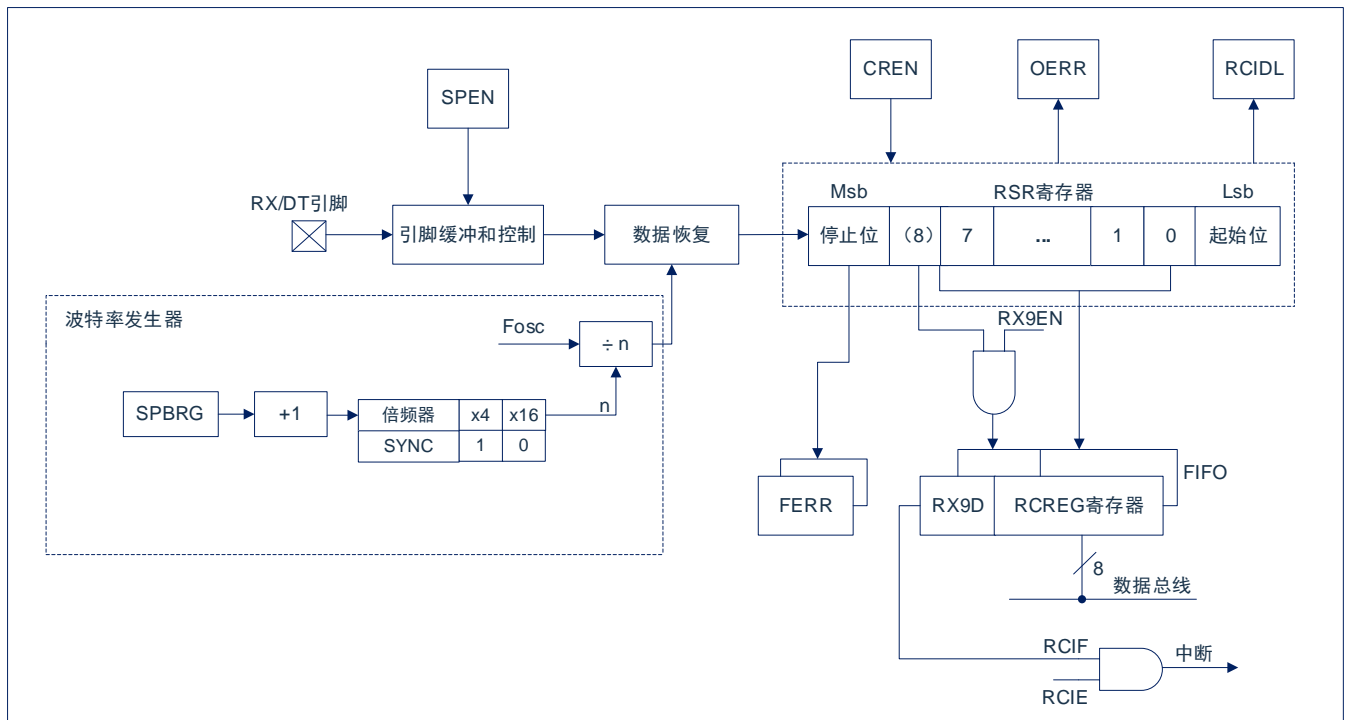 CREN
OERR
RCIDL
SPEN
Msb
RSR寄存器
Lsb
RX/DT引脚
引脚缓冲和控制
数据恢复
停止位
（8）
7
...
1
0
起始位
波特率发生器
Fosc
÷n
RX9EN
SPBRG
+1
倍频器
x4
x16
n
SYNC
1
0
FIFO
FERR
RX9D
RCREG寄存器
8
数据总线
RCIF
中断
RCIE